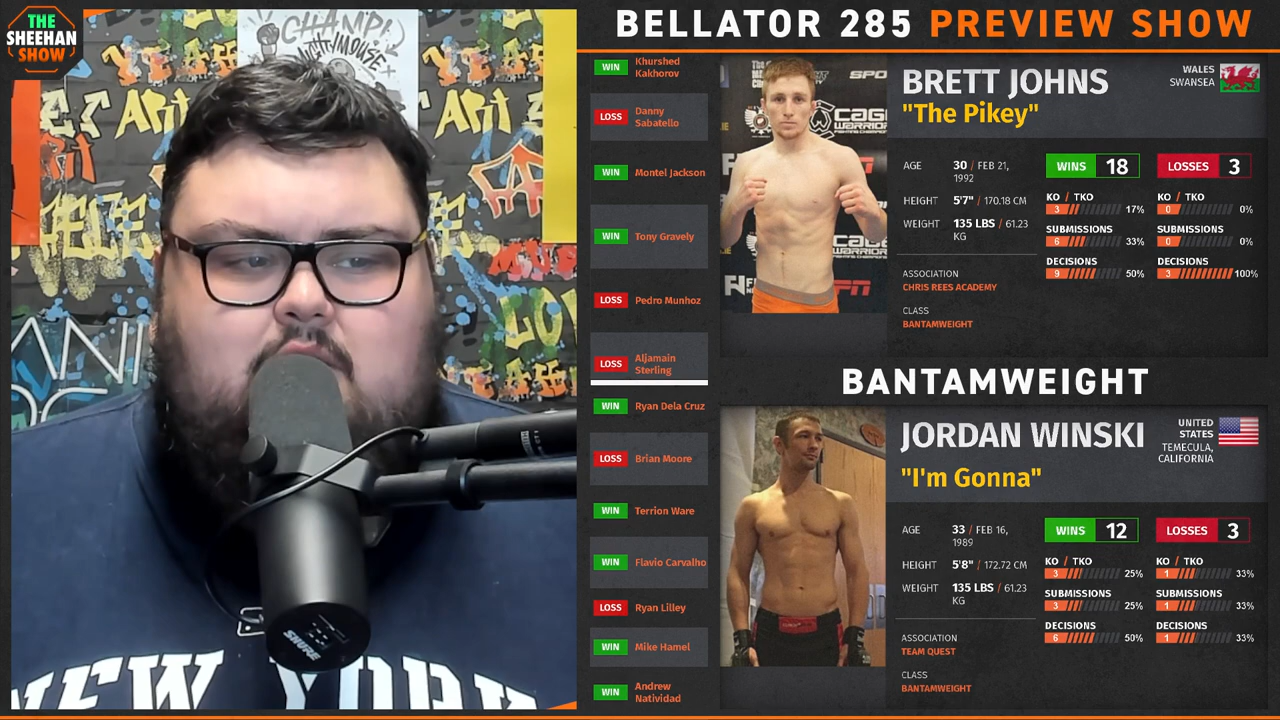 THE
SHEEHAN
SHOW
CHAMP!
MIGHTY MOUSE
ART
NEW YORK
SHURE
BELLATOR 285 PREVIEW SHOW
WIN Khurshed
Kakhorov
LOSS Danny
Sabatello
WIN Montel Jackson
WIN Tony Gravely
LOSS Pedro Munhoz
LOSS Aljamain
Sterling
WIN Ryan Dela Cruz
LOSS Brian Moore
WIN Terrion Ware
WIN Flavio Carvalho
LOSS Ryan Lilley
WIN Mike Hamel
WIN Andrew
Natividad
BRETT JOHNS
"The Pikey"
WALES
SWANSEA
AGE 30 / FEB 21,
1992
HEIGHT 5'7" / 170.18 CM
WEIGHT 135 LBS / 61.23
KG
ASSOCIATION
CHRIS REES ACADEMY
CLASS
BANTAMWEIGHT
WINS 18
KO / TKO
3 17%
SUBMISSIONS
6 33%
DECISIONS
9 50%
LOSSES 3
KO / TKO
0 0%
SUBMISSIONS
0 0%
DECISIONS
3 100%
BANTAMWEIGHT
JORDAN WINSKI
"I'm Gonna"
UNITED
STATES
TEMECULA,
CALIFORNIA
AGE 33 / FEB 16,
1989
HEIGHT 5'8" / 172.72 CM
WEIGHT 135 LBS / 61.23
KG
ASSOCIATION
TEAM QUEST
CLASS
BANTAMWEIGHT
WINS 12
KO / TKO
3 25%
SUBMISSIONS
3 25%
DECISIONS
6 50%
LOSSES 3
KO / TKO
1 33%
SUBMISSIONS
1 33%
DECISIONS
1 33%